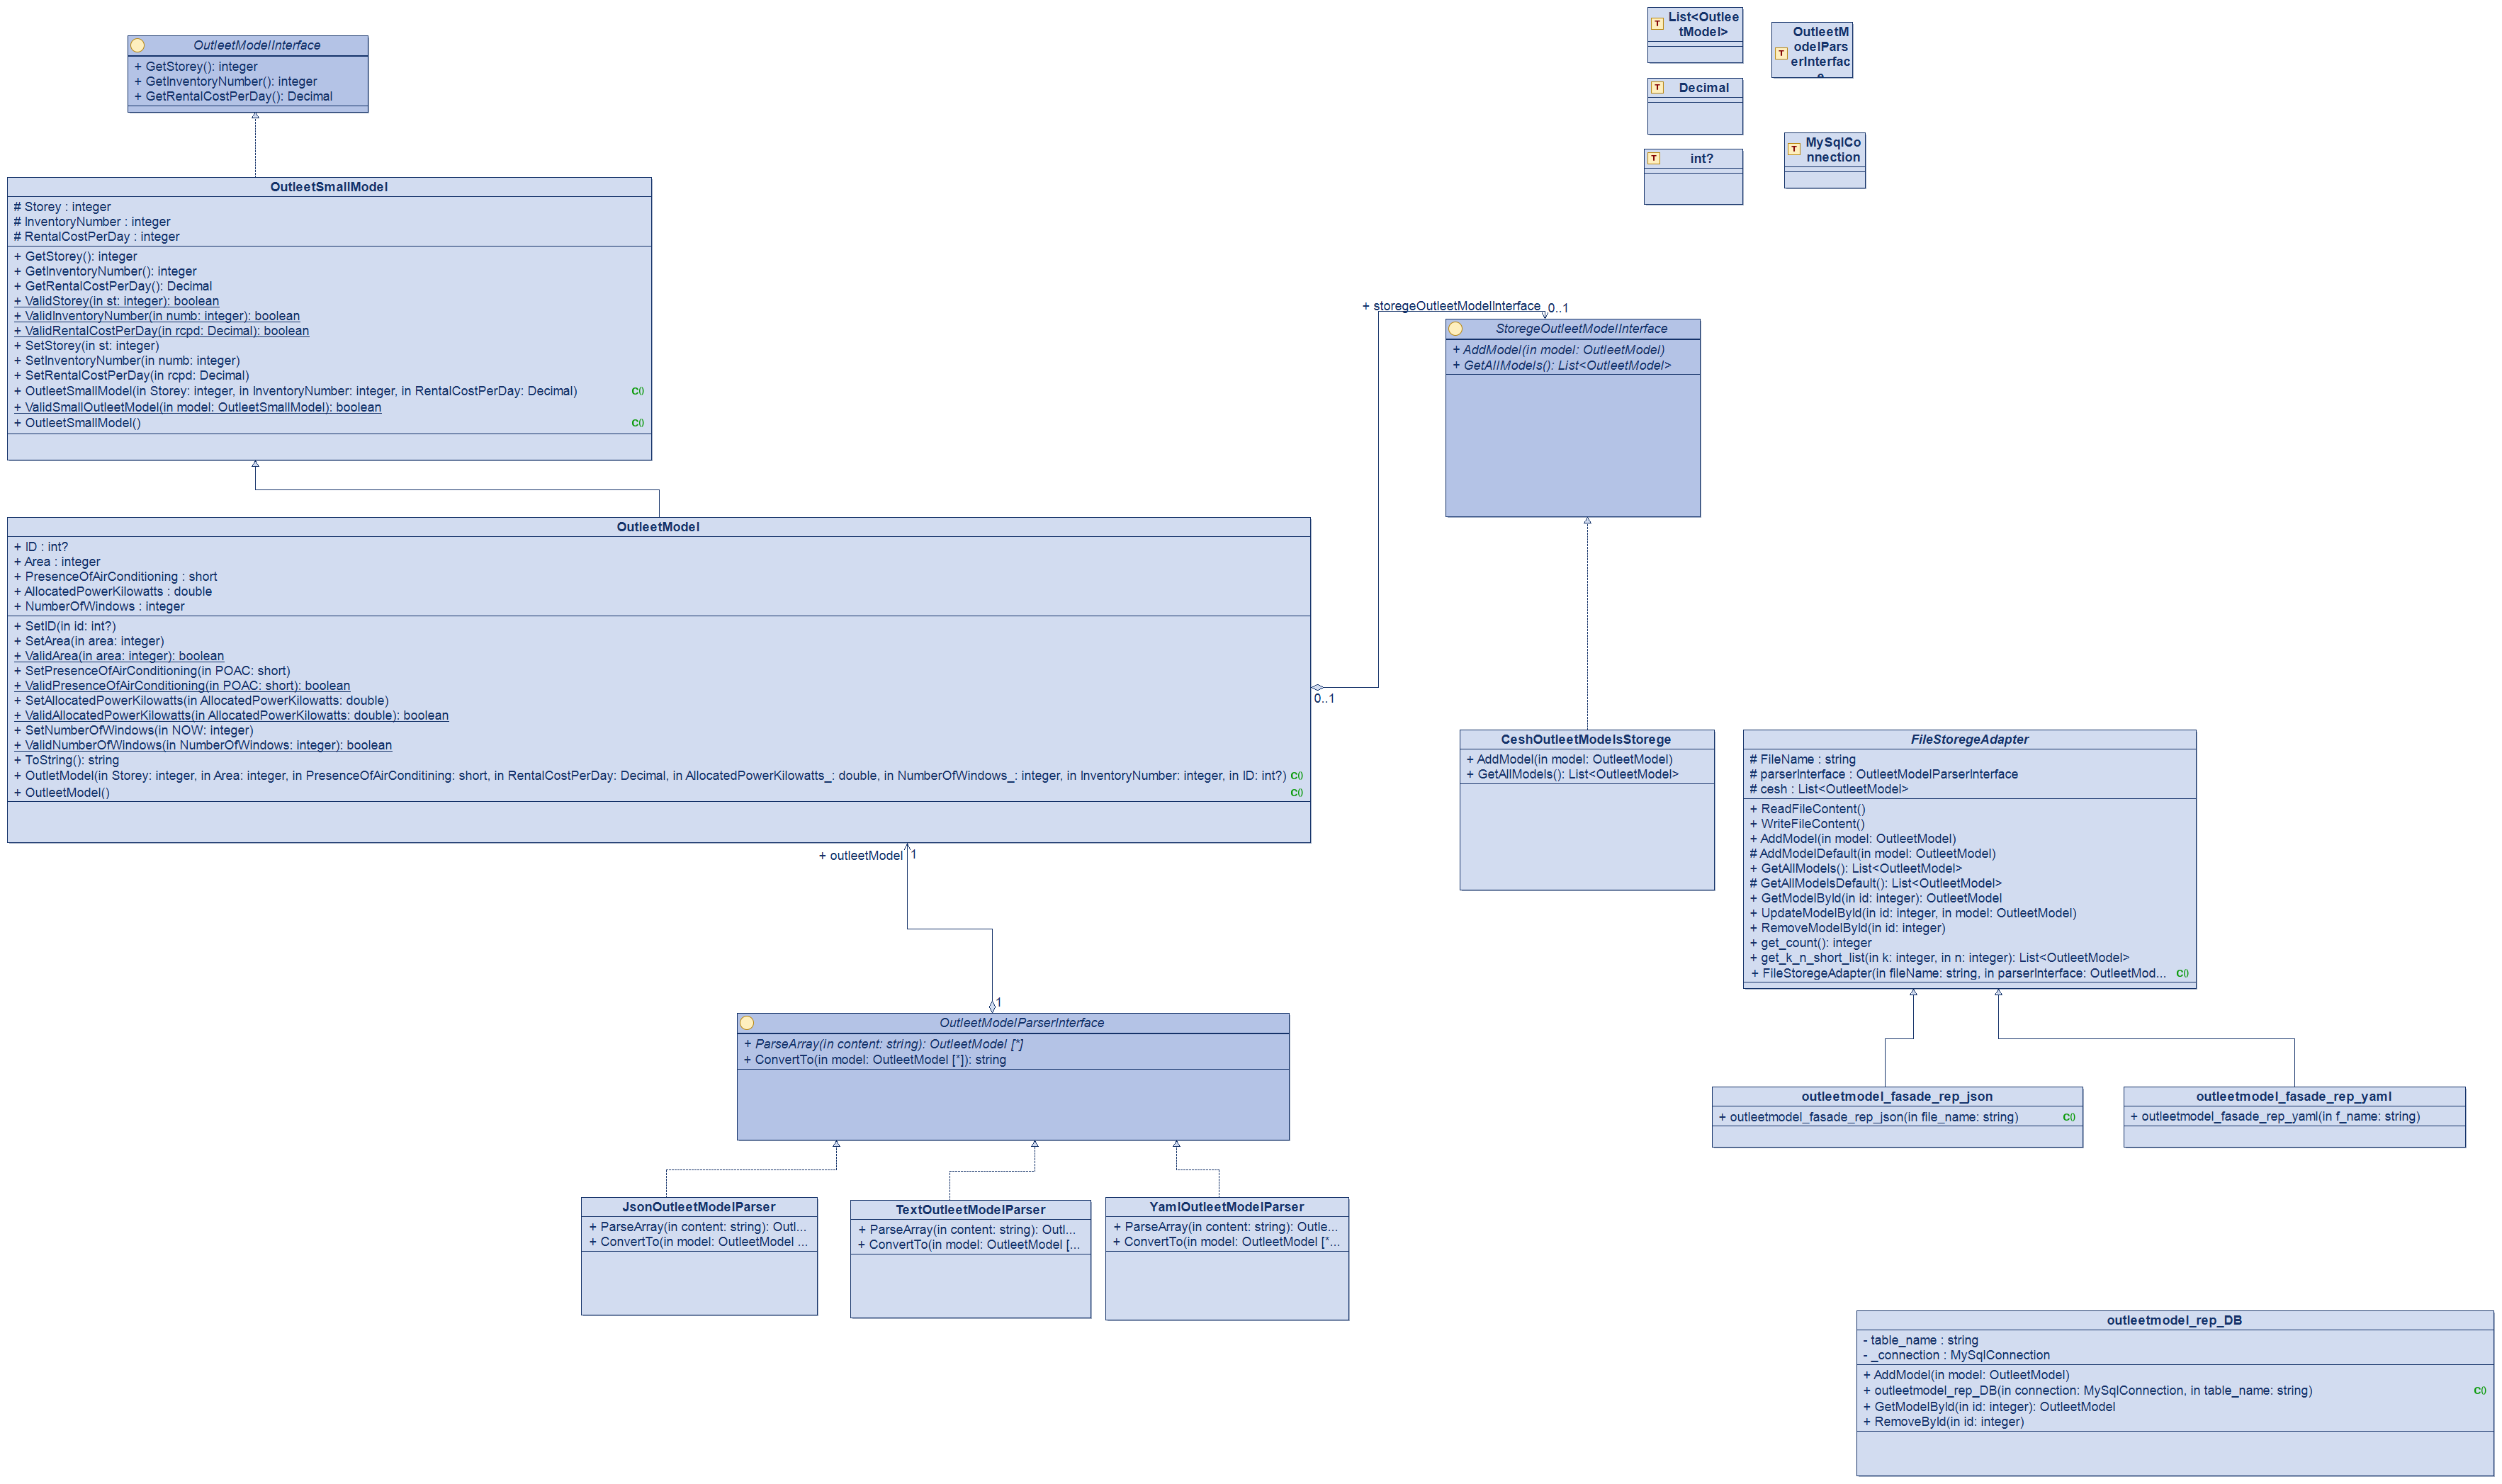 OutleetModelInterface
+ GetStorey(): integer
+ GetInventoryNumber(): integer
+ GetRentalCostPerDay(): Decimal
List<Outlee
tModel>
OutleetM
odelPars
erInterfac
e
Decimal
int?
MySqlCo
nnection
OutleetSmallModel
# Storey : integer
# InventoryNumber : integer
# RentalCostPerDay : integer
+ GetStorey(): integer
+ GetInventoryNumber(): integer
+ GetRentalCostPerDay(): Decimal
+ ValidStorey(in st: integer): boolean
+ ValidInventoryNumber(in numb: integer): boolean
+ ValidRentalCostPerDay(in rcpd: Decimal): boolean
+ SetStorey(in st: integer)
+ SetInventoryNumber(in numb: integer)
+ SetRentalCostPerDay(in rcpd: Decimal)
+ OutleetSmallModel(in Storey: integer, in InventoryNumber: integer, in RentalCostPerDay: Decimal) C()
+ ValidSmallOutleetModel(in model: OutleetSmallModel): boolean
+ OutleetSmallModel() C()
+ storegeOutleetModelInterface 0..1
StoregeOutleetModelInterface
+ AddModel(in model: OutleetModel)
+ GetAllModels(): List<OutleetModel>
OutleetModel
+ ID : int?
+ Area : integer
+ PresenceOfAirConditioning : short
+ AllocatedPowerKilowatts : double
+ NumberOfWindows : integer
+ SetID(in id: int?)
+ SetArea(in area: integer)
+ ValidArea(in area: integer): boolean
+ SetPresenceOfAirConditioning(in POAC: short)
+ ValidPresenceOfAirConditioning(in POAC: short): boolean
+ SetAllocatedPowerKilowatts(in AllocatedPowerKilowatts: double)
+ ValidAllocatedPowerKilowatts(in AllocatedPowerKilowatts: double): boolean
+ SetNumberOfWindows(in NOW: integer)
+ ValidNumberOfWindows(in NumberOfWindows: integer): boolean
+ ToString(): string
+ OutletModel(in Storey: integer, in Area: integer, in PresenceOfAirConditining: short, in RentalCostPerDay: Decimal, in AllocatedPowerKilowatts_: double, in NumberOfWindows_: integer, in InventoryNumber: integer, in ID: int?) C()
+ OutleetModel() C()
0..1
+ outleetModel 1
1
CeshOutleetModelsStorege
+ AddModel(in model: OutleetModel)
+ GetAllModels(): List<OutleetModel>
FileStoregeAdapter
# FileName : string
# parserInterface : OutleetModelParserInterface
# cesh : List<OutleetModel>
+ ReadFileContent()
+ WriteFileContent()
+ AddModel(in model: OutleetModel)
# AddModelDefault(in model: OutleetModel)
+ GetAllModels(): List<OutleetModel>
# GetAllModelsDefault(): List<OutleetModel>
+ GetModelById(in id: integer): OutleetModel
+ UpdateModelById(in id: integer, in model: OutleetModel)
+ RemoveModelById(in id: integer)
+ get_count(): integer
+ get_k_n_short_list(in k: integer, in n: integer): List<OutleetModel>
+ FileStoregeAdapter(in fileName: string, in parserInterface: OutleetMod... C()
OutleetModelParserInterface
+ ParseArray(in content: string): OutleetModel [*]
+ ConvertTo(in model: OutleetModel [*]): string
outleetmodel_fasade_rep_json
+ outleetmodel_fasade_rep_json(in file_name: string) C()
outleetmodel_fasade_rep_yaml
+ outleetmodel_fasade_rep_yaml(in f_name: string)
JsonOutleetModelParser
+ ParseArray(in content: string): Outl...
+ ConvertTo(in model: OutleetModel ...
TextOutleetModelParser
+ ParseArray(in content: string): Outl...
+ ConvertTo(in model: OutleetModel [...
YamlOutleetModelParser
+ ParseArray(in content: string): Outle...
+ ConvertTo(in model: OutleetModel [*...
outleetmodel_rep_DB
- table_name : string
- _connection : MySqlConnection
+ AddModel(in model: OutleetModel)
+ outleetmodel_rep_DB(in connection: MySqlConnection, in table_name: string) C()
+ GetModelById(in id: integer): OutleetModel
+ RemoveById(in id: integer)